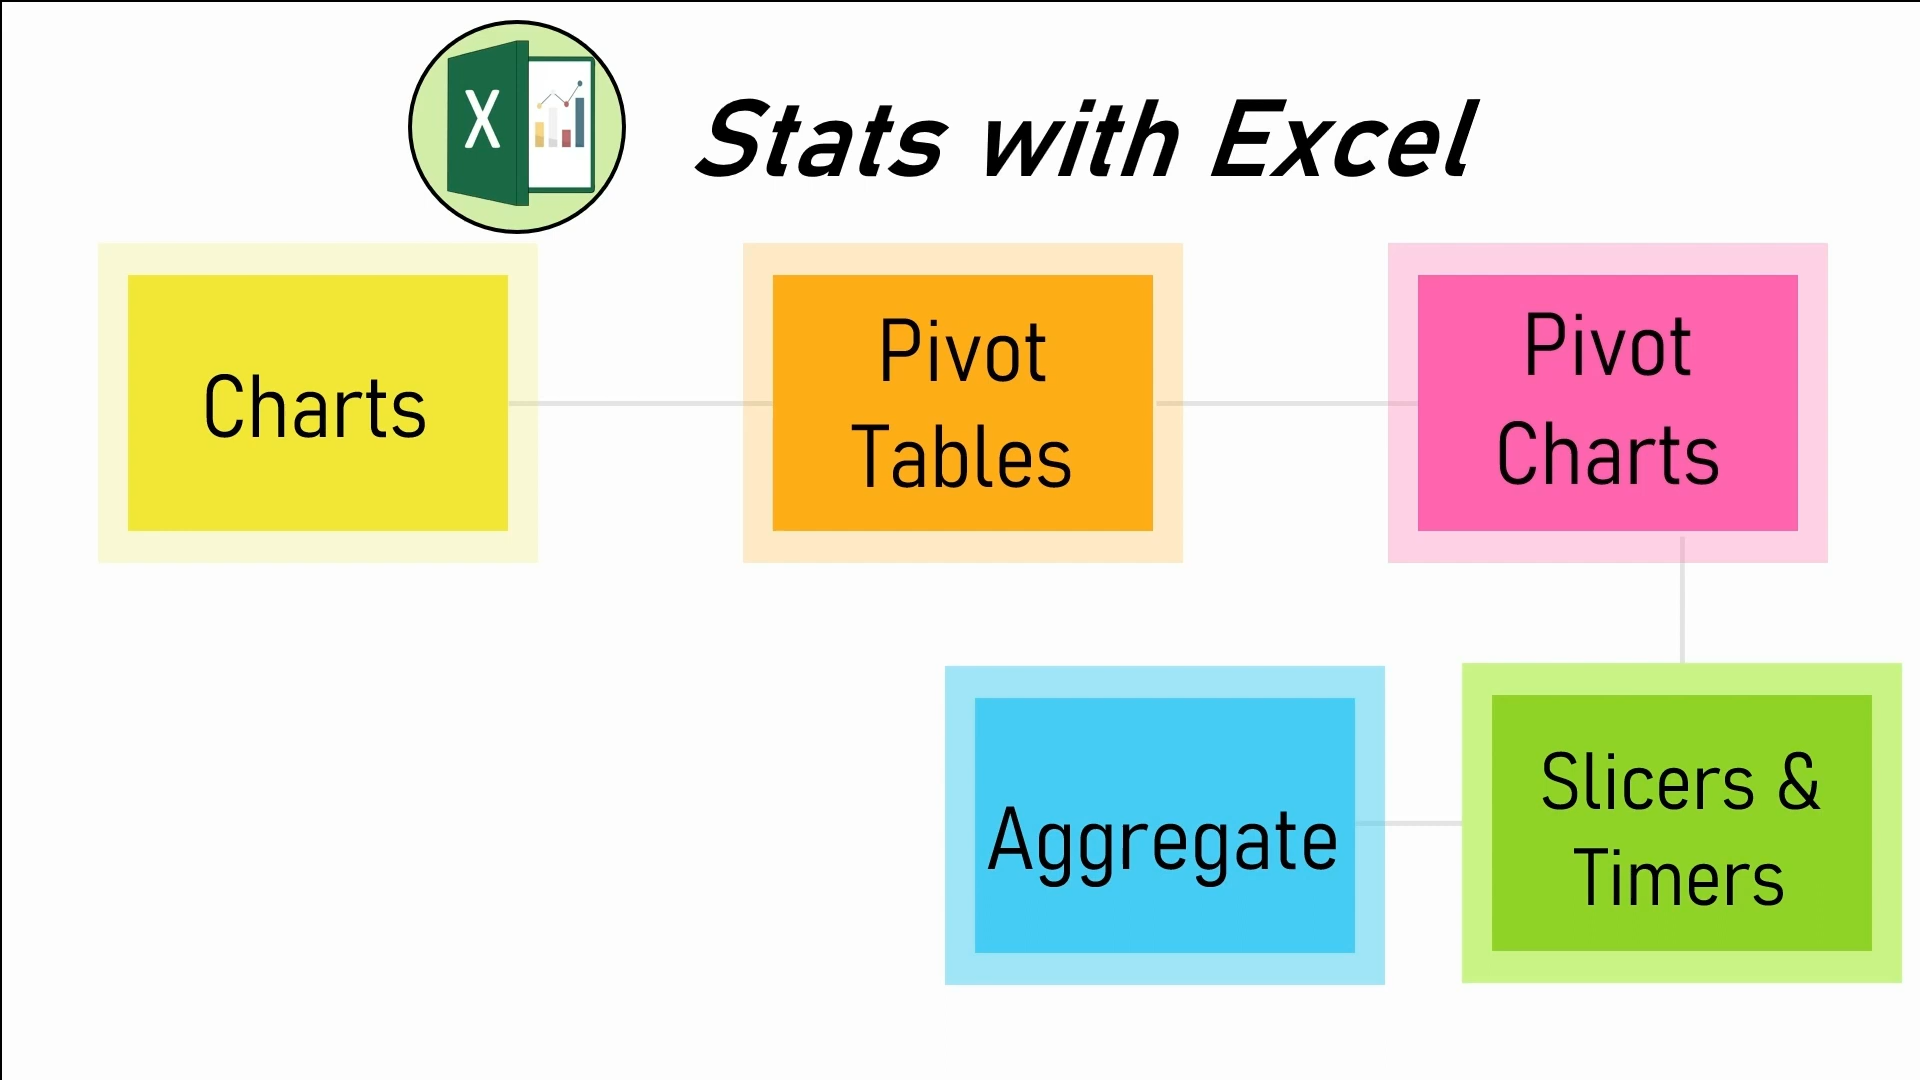 X
Stats with Excel
Charts
Pivot
Tables
Pivot
Charts
Aggregate
Slicers &
Timers